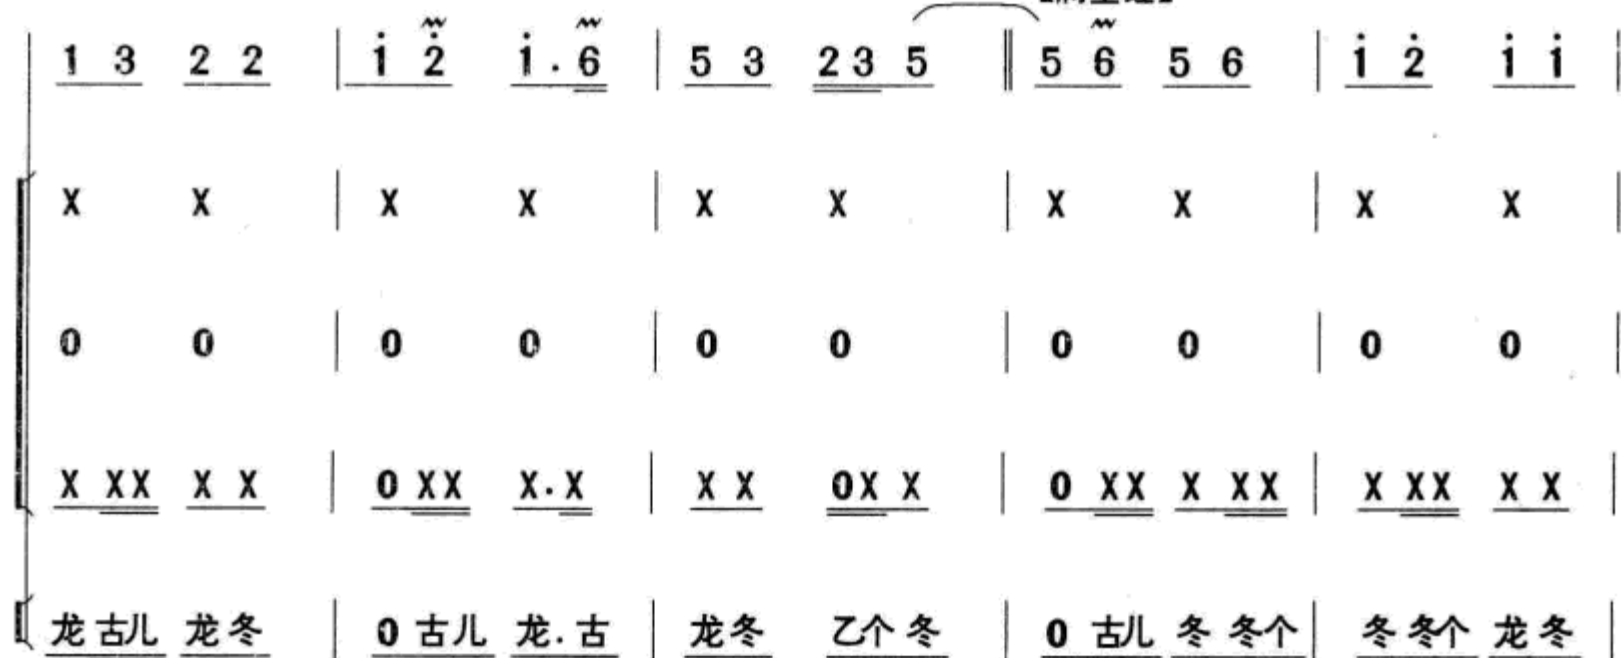 1 3 2 2 | i̇ 2̇ i̇ . 6 | 5 3 2 3 5 || 5 6 5 6 | i̇ 2̇ i̇ i̇ |
X X | X X | X X | X X | X X |
0 0 | 0 0 | 0 0 | 0 0 | 0 0 |
X XX X X | 0 XX X . X | X X 0X X | 0 XX X XX | X XX X X |
龙 古儿 龙 冬 | 0 古儿 龙 . 古 | 龙 冬 乙个 冬 | 0 古儿 冬 冬个 | 冬 冬个 龙 冬 |